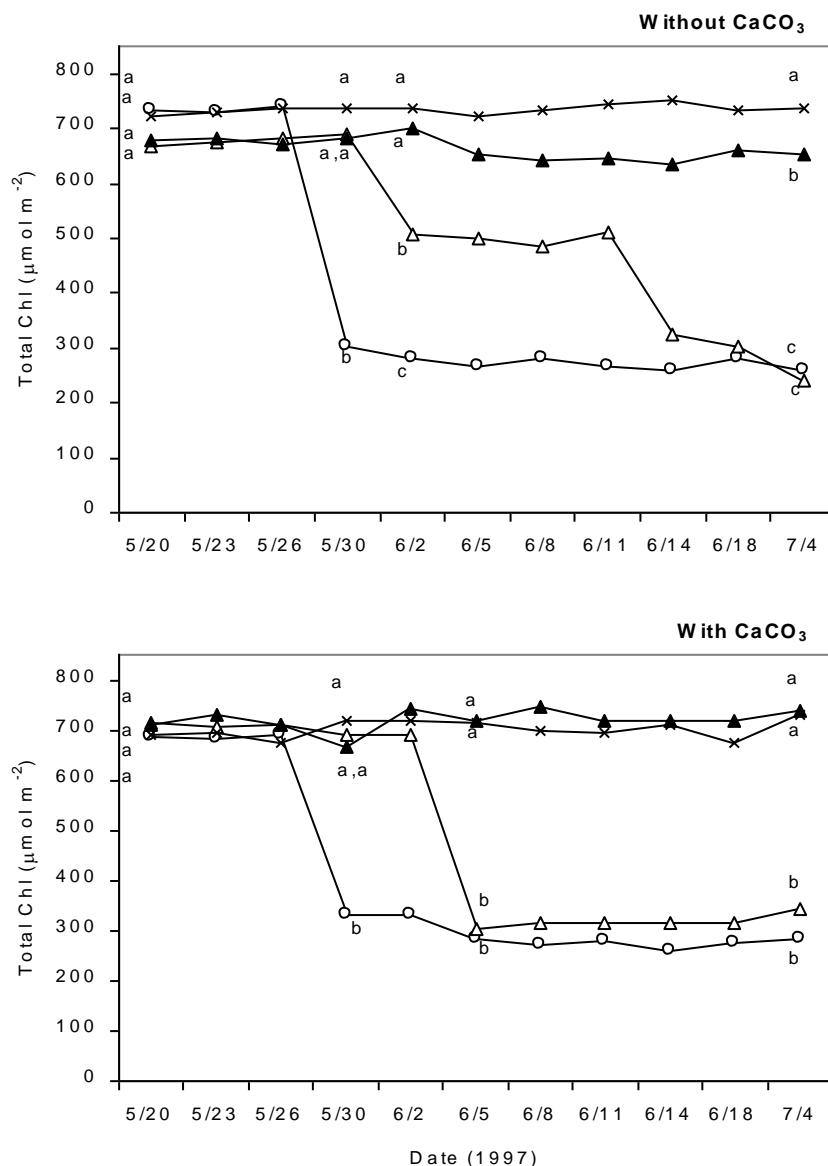 Without CaCO₃
800
a
a
a
a
a
700
a
a
a ,a
a
600
b
500
b
400
300
b
c
c
200
c
100
0
Total Chl (μmol m⁻²)
5/20 5/23 5/26 5/30 6/2 6/5 6/8 6/11 6/14 6/18 7/4
With CaCO₃
800
a
a
a
a
700
a
a
a
a
a ,a
600
a
500
400
b
b
300
b
b
b
200
100
0
Total Chl (μmol m⁻²)
5/20 5/23 5/26 5/30 6/2 6/5 6/8 6/11 6/14 6/18 7/4
Date (1997)